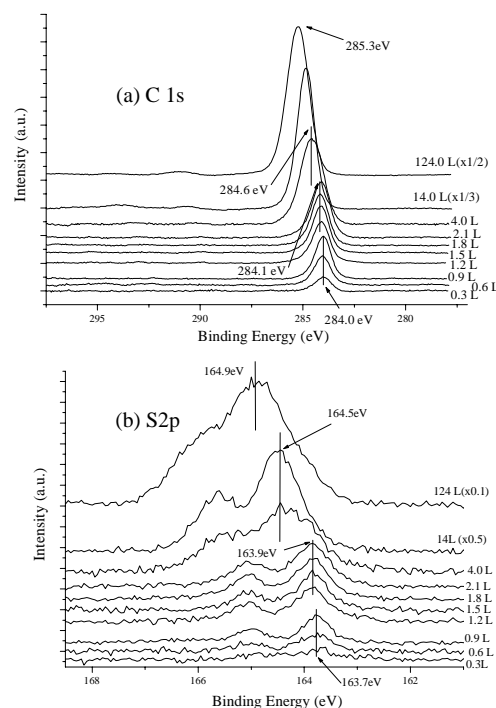 285.3eV
(a) C 1s
Intensity (a.u.)
124.0 L(x1/2)
284.6 eV
14.0 L(x1/3)
4.0 L
2.1 L
1.8 L
1.5 L
1.2 L
284.1 eV
0.9 L
0.6 L
0.3 L
284.0 eV
295 290 285 280
Binding Energy (eV)
164.9eV
(b) S2p
164.5eV
Intensity (a.u.)
124 L(x0.1)
14L (x0.5)
163.9eV
4.0 L
2.1 L
1.8 L
1.5 L
1.2 L
0.9 L
0.6 L
0.3L
163.7eV
168 166 164 162
Binding Energy (eV)